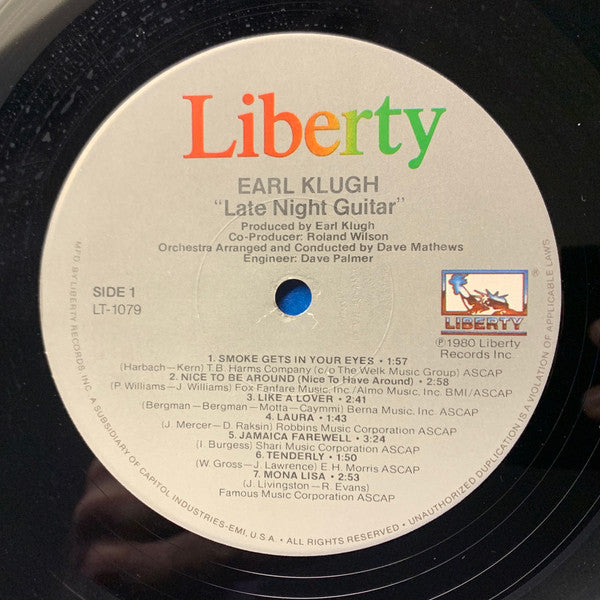 Liberty
EARL KLUGH
"Late Night Guitar"
Produced by Earl Klugh
Co-Producer: Roland Wilson
Orchestra Arranged and Conducted by Dave Mathews
Engineer: Dave Palmer
SIDE 1
LT-1079
®
LIBERTY
℗1980 Liberty
Records Inc.
1. SMOKE GETS IN YOUR EYES • 1:57
(Harbach-Kern) T.B. Harms Company (c/o The Welk Music Group) ASCAP
2. NICE TO BE AROUND (Nice To Have Around) • 2:58
(P. Williams-J. Williams) Fox Fanfare Music, Inc./Almo Music, Inc. BMI/ASCAP
3. LIKE A LOVER • 2:41
(Bergman-Bergman-Motta-Caymmi) Berna Music, Inc. ASCAP
4. LAURA • 1:43
(J. Mercer-D. Raksin) Robbins Music Corporation ASCAP
5. JAMAICA FAREWELL • 3:24
(I. Burgess) Shari Music Corporation ASCAP
6. TENDERLY • 1:50
(W. Gross-J. Lawrence) E.H. Morris ASCAP
7. MONA LISA • 2:53
(J. Livingston-R. Evans)
Famous Music Corporation ASCAP
MFD. BY LIBERTY RECORDS, INC. A SUBSIDIARY OF CAPITOL INDUSTRIES-EMI, U.S.A. • ALL RIGHTS RESERVED • UNAUTHORIZED DUPLICATION IS A VIOLATION OF APPLICABLE LAWS